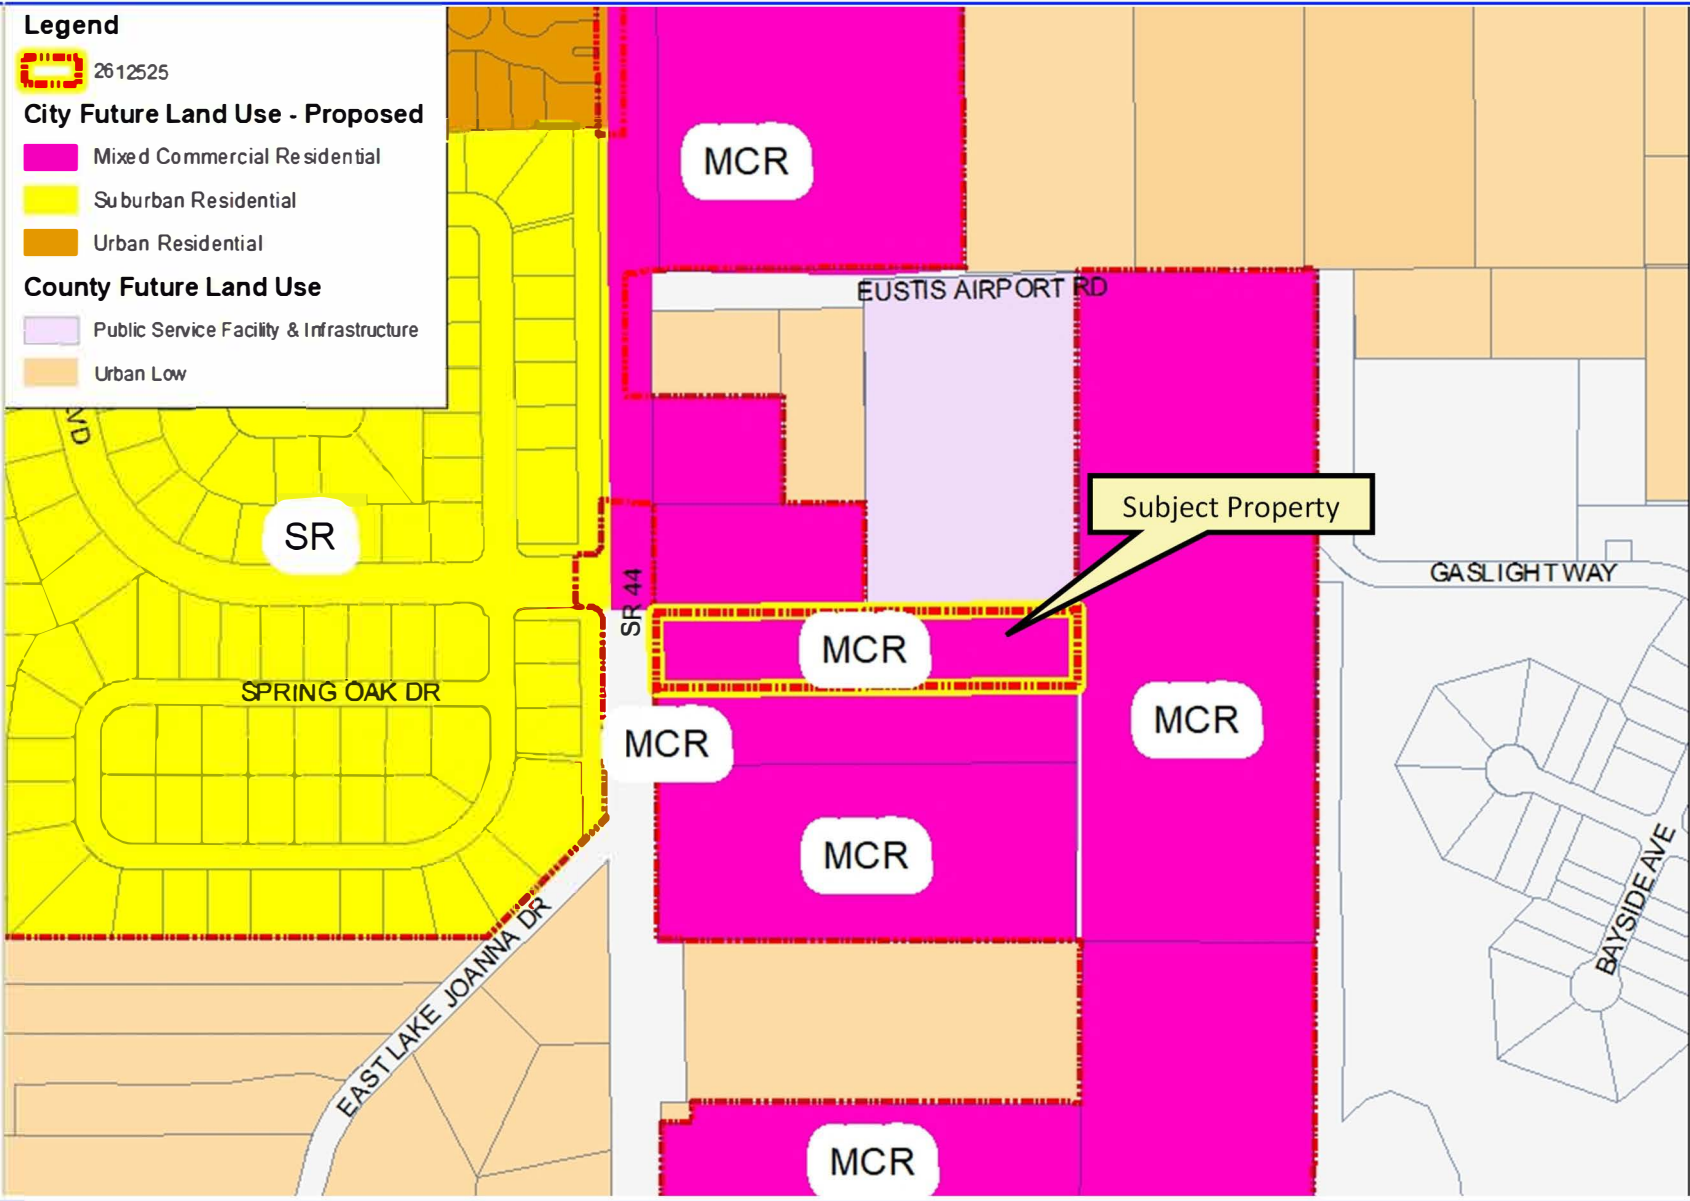 Legend
2612525
City Future Land Use - Proposed
Mixed Commercial Residential
Suburban Residential
Urban Residential
County Future Land Use
Public Service Facility & Infrastructure
Urban Low
MCR
EUSTIS AIRPORT RD
VD
SR
Subject Property
GASLIGHT WAY
SR 44
MCR
SPRING OAK DR
MCR
MCR
MCR
BAYSIDE AVE
EAST LAKE JOANNA DR
MCR